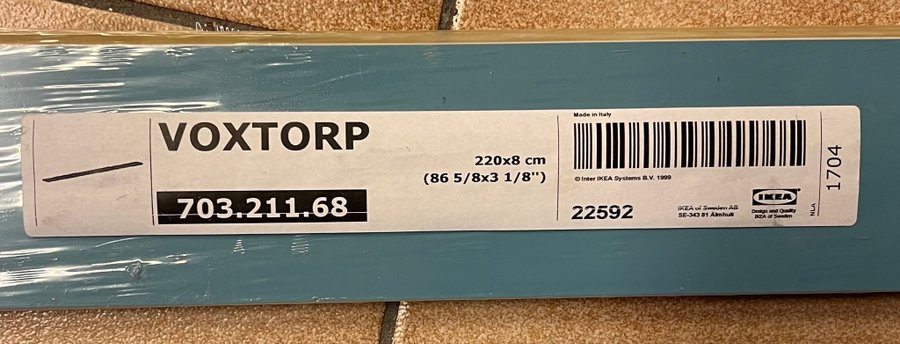 VOXTORP
220x8 cm
(86 5/8x3 1/8")
703.211.68
Made in Italy
© Inter IKEA Systems B.V. 1999
22592
IKEA of Sweden AB
SE-343 81 Älmhult
IKEA
Design and Quality
IKEA of Sweden
NLA
1704